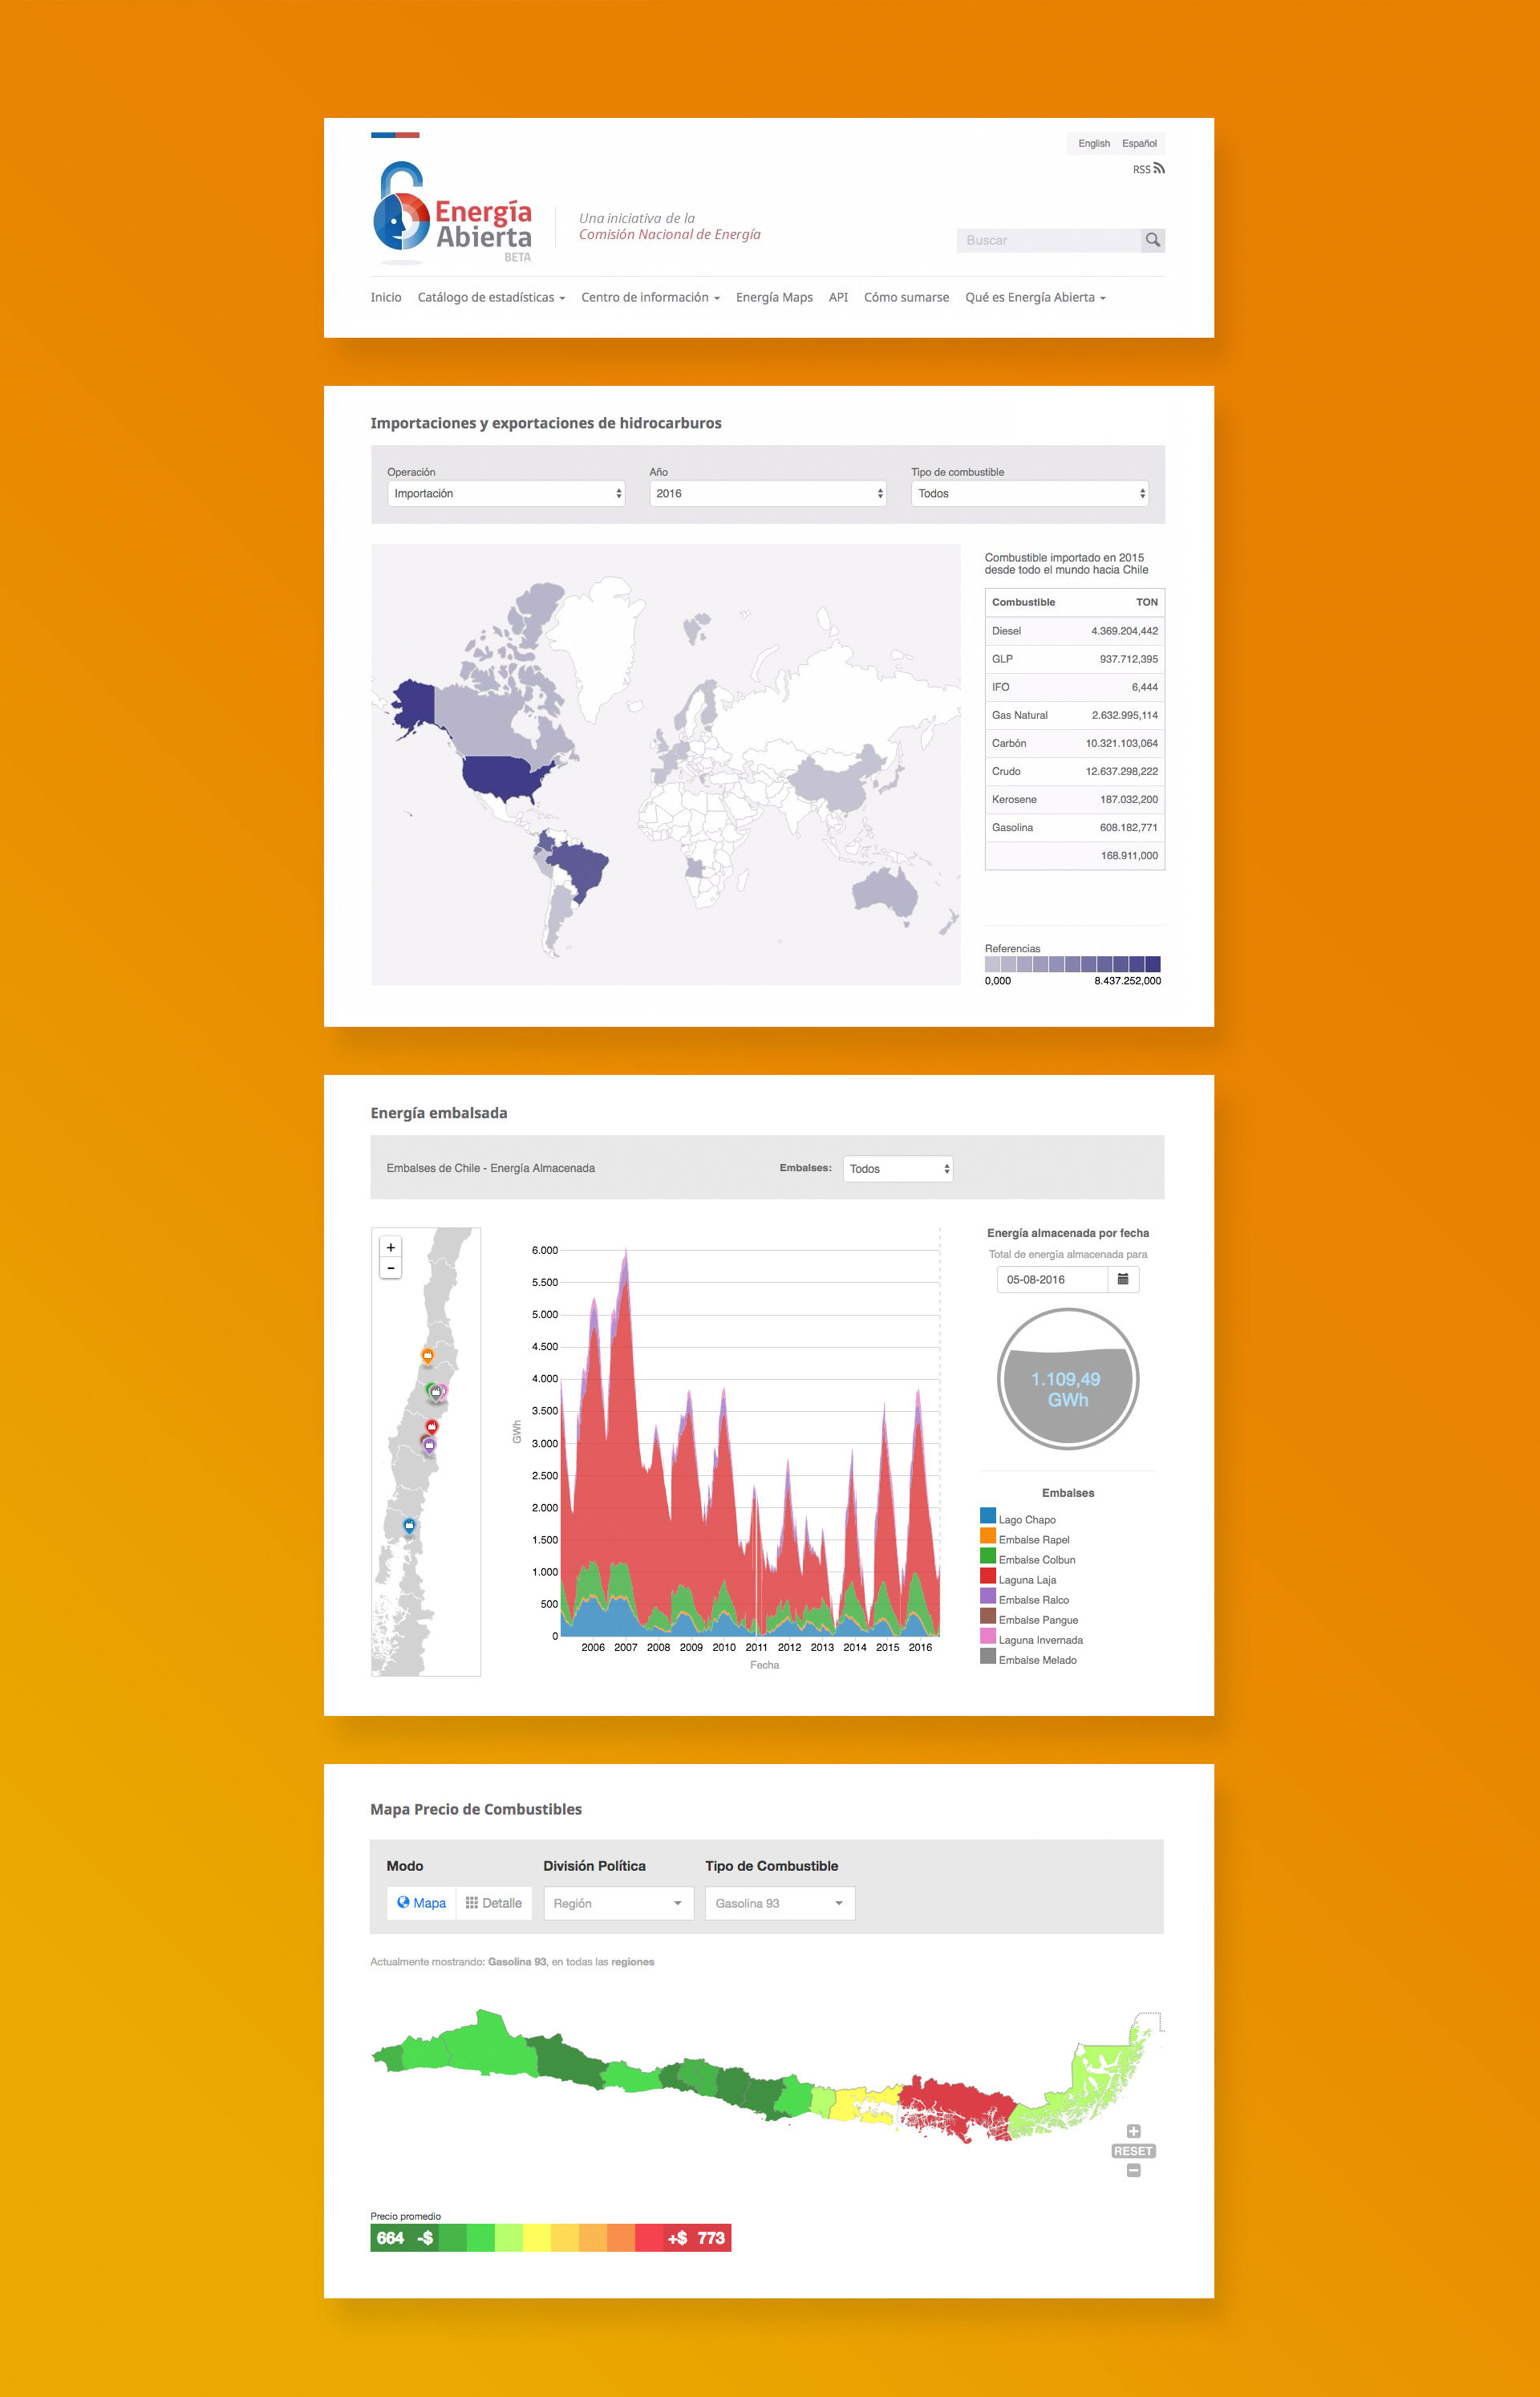 English Español
RSS
Energía
Abierta
BETA
Una iniciativa de la
Comisión Nacional de Energía
Buscar
Inicio Catálogo de estadísticas Centro de información Energía Maps API Cómo sumarse Qué es Energía Abierta
Importaciones y exportaciones de hidrocarburos
Operación Año Tipo de combustible
Importación 2016 Todos
Combustible importado en 2015
desde todo el mundo hacia Chile
Combustible TON
Diesel 4.369.204,442
GLP 937.712,395
IFO 6,444
Gas Natural 2.632.995,114
Carbón 10.321.103,064
Crudo 12.637.298,222
Kerosene 187.032,200
Gasolina 608.182,771
168.911,000
Referencias
0,000 8.437.252,000
Energía embalsada
Embalses de Chile - Energía Almacenada Embalses: Todos
+
−
6.000
5.500
5.000
4.500
4.000
3.500
3.000
2.500
2.000
1.500
1.000
500
0
GWh
2006 2007 2008 2009 2010 2011 2012 2013 2014 2015 2016
Fecha
Energía almacenada por fecha
Total de energía almacenada para
05-08-2016
1.109,49
GWh
Embalses
Lago Chapo
Embalse Rapel
Embalse Colbun
Laguna Laja
Embalse Ralco
Embalse Pangue
Laguna Invernada
Embalse Melado
Mapa Precio de Combustibles
Modo División Política Tipo de Combustible
Mapa Detalle Región Gasolina 93
Actualmente mostrando: Gasolina 93, en todas las regiones
+
RESET
−
Precio promedio
664 -$ +$ 773